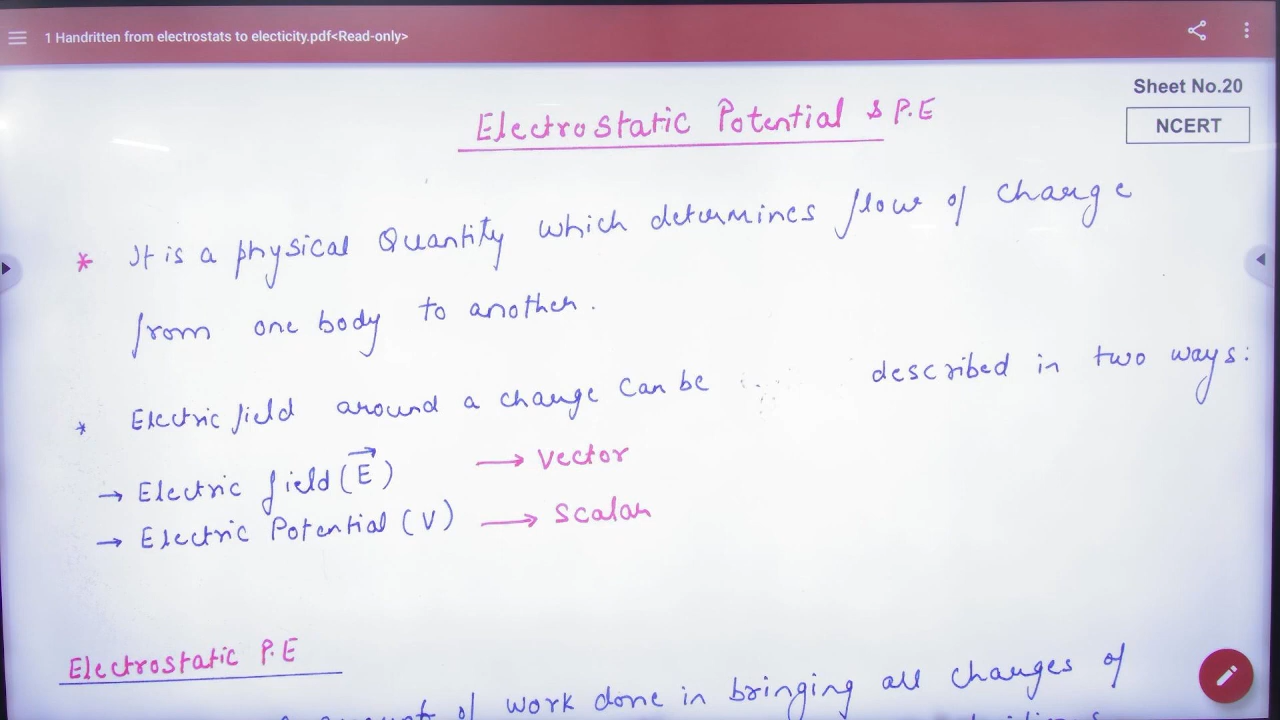 1 Handritten from electrostats to electicity.pdf<Read-only>
Sheet No.20
NCERT
Electrostatic Potential & P.E
* It is a physical Quantity which determines flow of charge
from one body to another.
* Electric field around a charge can be described in two ways:
→ Electric field (E⃗) → Vector
→ Electric Potential (V) → Scalar
Electrostatic P.E
amount of work done in bringing all charges of